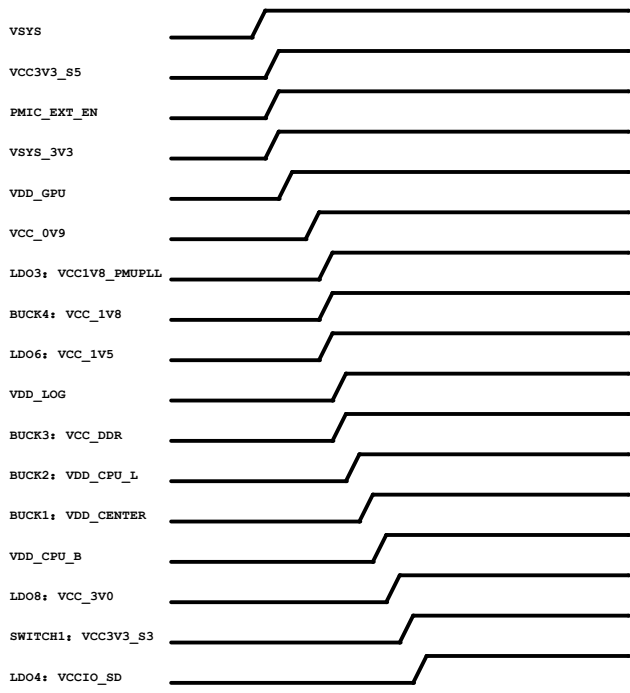 VSYS
VCC3V3_S5
PMIC_EXT_EN
VSYS_3V3
VDD_GPU
VCC_0V9
LDO3: VCC1V8_PMUPLL
BUCK4: VCC_1V8
LDO6: VCC_1V5
VDD_LOG
BUCK3: VCC_DDR
BUCK2: VDD_CPU_L
BUCK1: VDD_CENTER
VDD_CPU_B
LDO8: VCC_3V0
SWITCH1: VCC3V3_S3
LDO4: VCCIO_SD